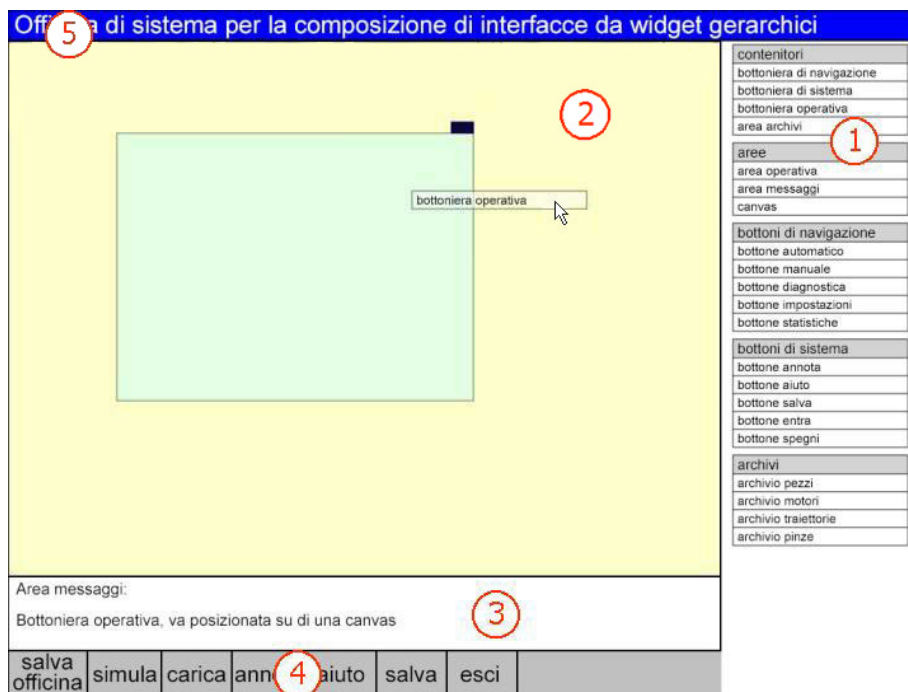 Officina di sistema per la composizione di interfacce da widget gerarchici
5
contenitori
bottoniera di navigazione
bottoniera di sistema
bottoniera operativa
area archivi
1
aree
area operativa
area messaggi
canvas
bottoni di navigazione
bottone automatico
bottone manuale
bottone diagnostica
bottone impostazioni
bottone statistiche
bottoni di sistema
bottone annota
bottone aiuto
bottone salva
bottone entra
bottone spegni
archivi
archivio pezzi
archivio motori
archivio traiettorie
archivio pinze
2
bottoniera operativa
Area messaggi:
Bottoniera operativa, va posizionata su di una canvas
3
salva officina
simula
carica
4
aiuto
salva
esci